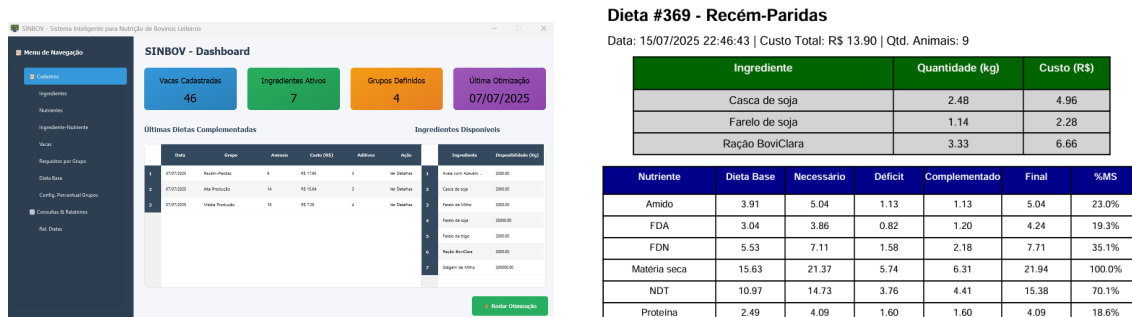 SINBOV - Sistema Inteligente para Nutrição de Bovinos Leiteiros
Menu de Navegação
Cadastros
Ingredientes
Nutrientes
Ingrediente-Nutriente
Vacas
Requisitos por Grupo
Dieta Base
Config. Percentual Grupos
Consultas & Relatórios
Rel. Dietas
SINBOV - Dashboard
Vacas Cadastradas
46
Ingredientes Ativos
7
Grupos Definidos
4
Última Otimização
07/07/2025
Últimas Dietas Complementadas
Data Grupo Animais Custo (R$) Aditivos Ação
1 07/07/2025 Recém-Paridas 9 R$ 17,95 3 Ver Detalhes
2 07/07/2025 Alta Produção 14 R$ 15,64 3 Ver Detalhes
3 07/07/2025 Média Produção 19 R$ 7,28 4 Ver Detalhes
Ingredientes Disponíveis
Ingrediente Disponibilidade (Kg)
1 Aveia com Azevém ... 2000.00
2 Casca de soja 2000.00
3 Farelo de Milho 2000.00
4 Farelo de soja
5 Farelo de trigo 2000.00
6 Ração BoviClara 2000.00
7 Silagem de Milho 200000.00
Rodar Otimização
Dieta #369 - Recém-Paridas
Data: 15/07/2025 22:46:43 | Custo Total: R$ 13.90 | Qtd. Animais: 9
Ingrediente Quantidade (kg) Custo (R$)
Casca de soja 2.48 4.96
Farelo de soja 1.14 2.28
Ração BoviClara 3.33 6.66
Nutriente Dieta Base Necessário Déficit Complementado Final %MS
Amido 3.91 5.04 1.13 1.13 5.04 23.0%
FDA 3.04 3.86 0.82 1.20 4.24 19.3%
FDN 5.53 7.11 1.58 2.18 7.71 35.1%
Matéria seca 15.63 21.37 5.74 6.31 21.94 100.0%
NDT 10.97 14.73 3.76 4.41 15.38 70.1%
Proteína 2.49 4.09 1.60 1.60 4.09 18.6%